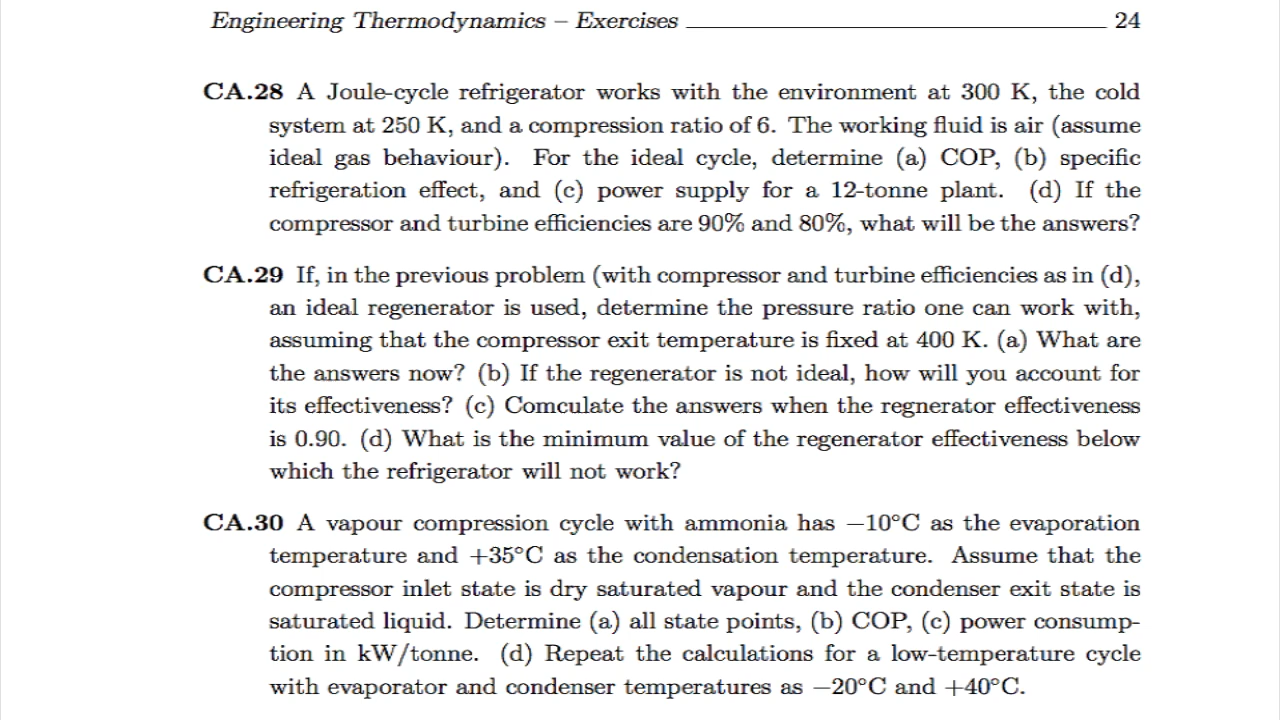 Engineering Thermodynamics – Exercises 24
CA.28 A Joule-cycle refrigerator works with the environment at 300 K, the cold
system at 250 K, and a compression ratio of 6. The working fluid is air (assume
ideal gas behaviour). For the ideal cycle, determine (a) COP, (b) specific
refrigeration effect, and (c) power supply for a 12-tonne plant. (d) If the
compressor and turbine efficiencies are 90% and 80%, what will be the answers?
CA.29 If, in the previous problem (with compressor and turbine efficiencies as in (d),
an ideal regenerator is used, determine the pressure ratio one can work with,
assuming that the compressor exit temperature is fixed at 400 K. (a) What are
the answers now? (b) If the regenerator is not ideal, how will you account for
its effectiveness? (c) Comculate the answers when the regnerator effectiveness
is 0.90. (d) What is the minimum value of the regenerator effectiveness below
which the refrigerator will not work?
CA.30 A vapour compression cycle with ammonia has −10°C as the evaporation
temperature and +35°C as the condensation temperature. Assume that the
compressor inlet state is dry saturated vapour and the condenser exit state is
saturated liquid. Determine (a) all state points, (b) COP, (c) power consump-
tion in kW/tonne. (d) Repeat the calculations for a low-temperature cycle
with evaporator and condenser temperatures as −20°C and +40°C.